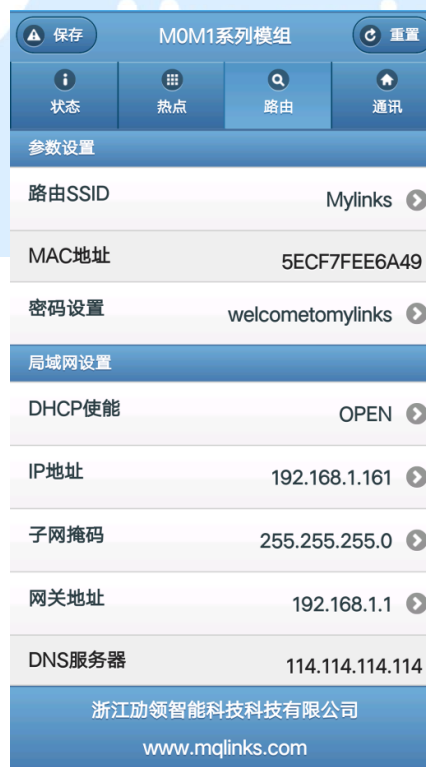 保存 M0M1系列模组 重置
状态 热点 路由 通讯
参数设置
路由SSID Mylinks
MAC地址 5ECF7FEE6A49
密码设置 welcometomylinks
局域网设置
DHCP使能 OPEN
IP地址 192.168.1.161
子网掩码 255.255.255.0
网关地址 192.168.1.1
DNS服务器 114.114.114.114
浙江劢领智能科技科技有限公司
www.mqlinks.com